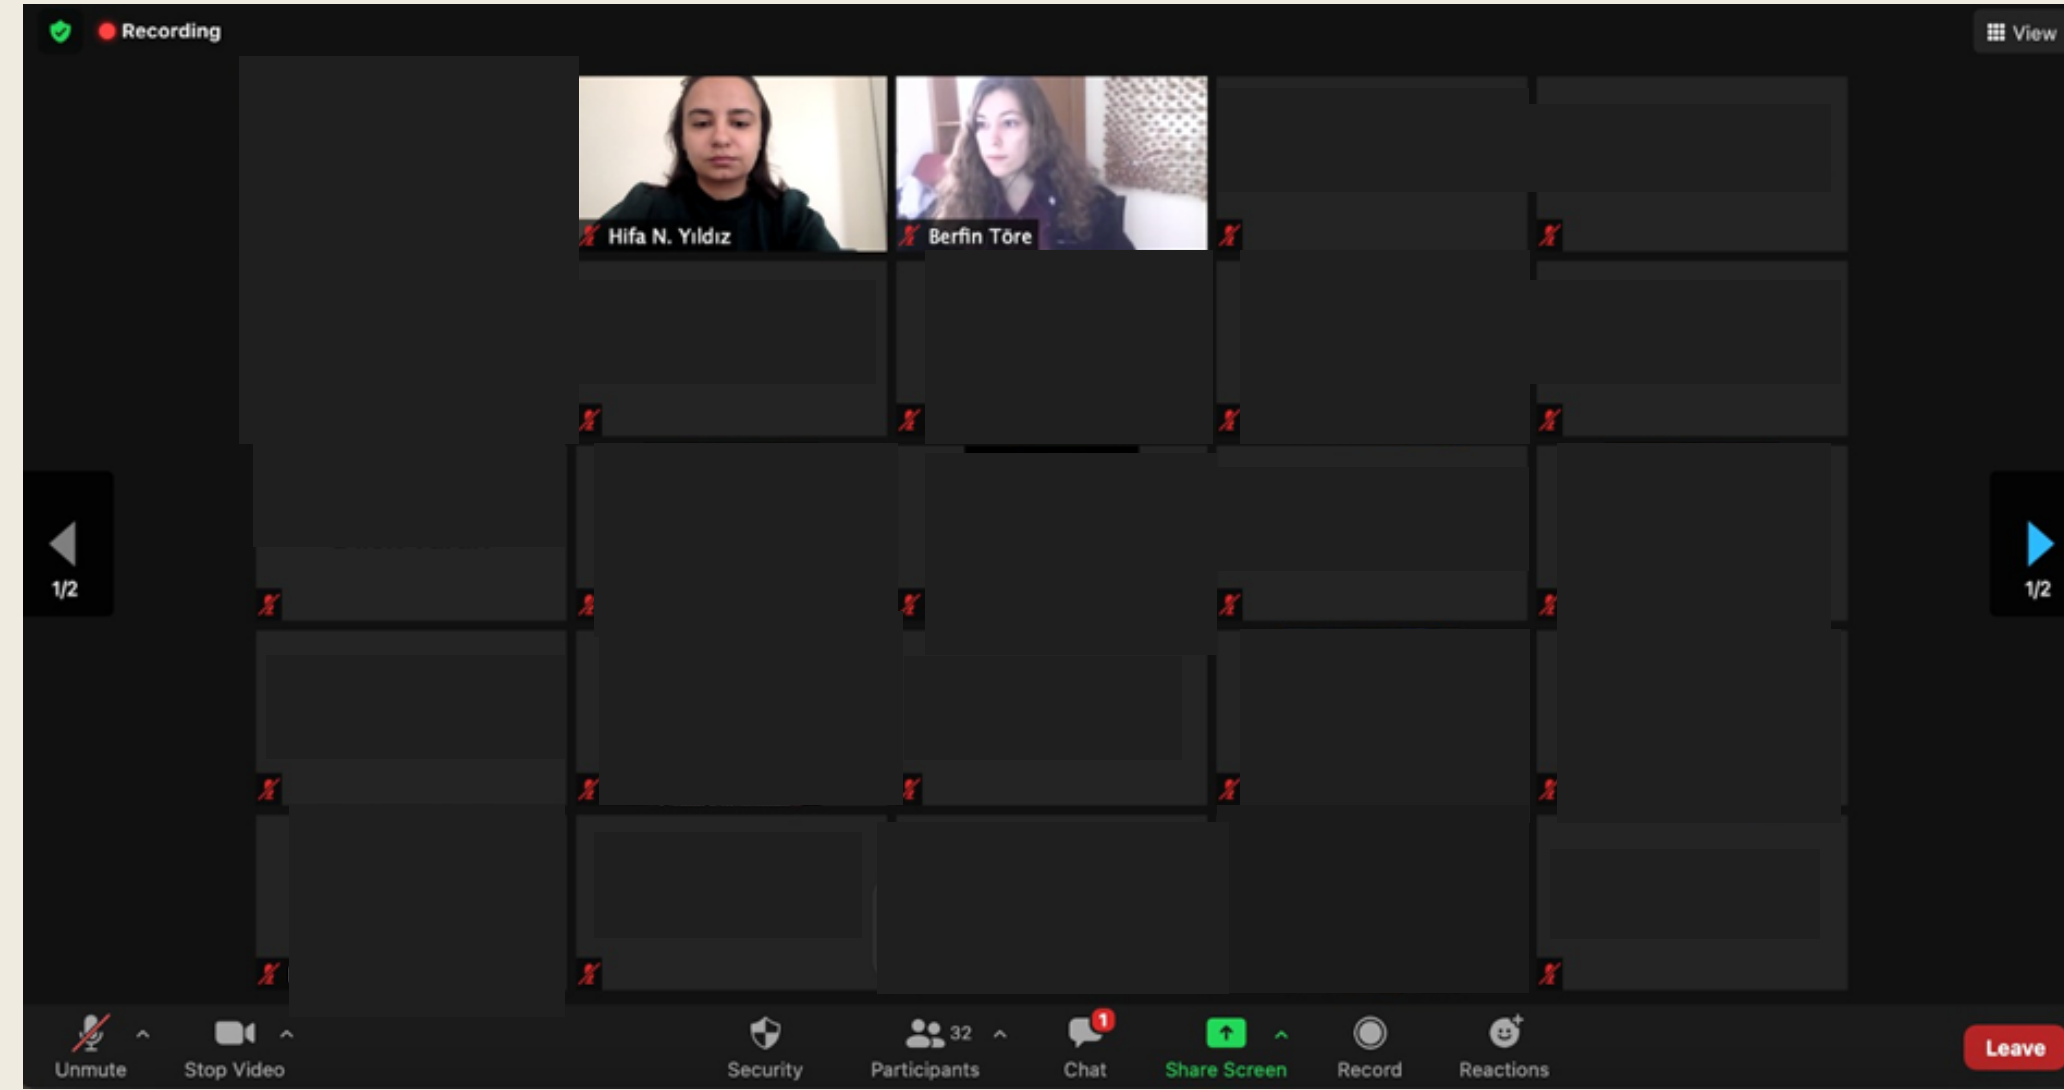 Recording
View
Hifa N. Yıldız
Berfin Töre
1/2
1/2
Unmute
Stop Video
Security
32
Participants
1
Chat
Share Screen
Record
Reactions
Leave